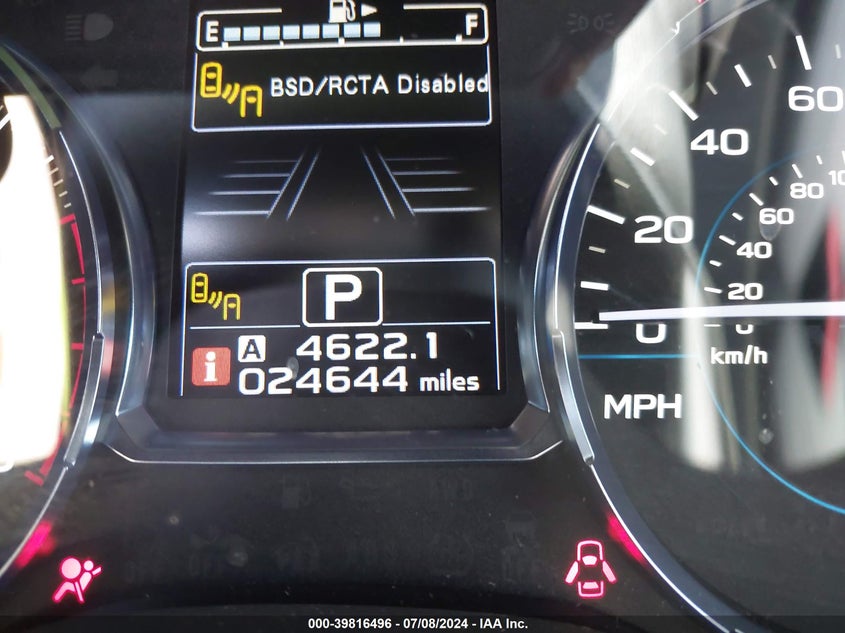 E F
BSD/RCTA Disabled
P
A 4622.1
i 024644 miles
60
40
20
0
MPH
80
60
40
20
0
km/h
000-39816496 - 07/08/2024 - IAA Inc.